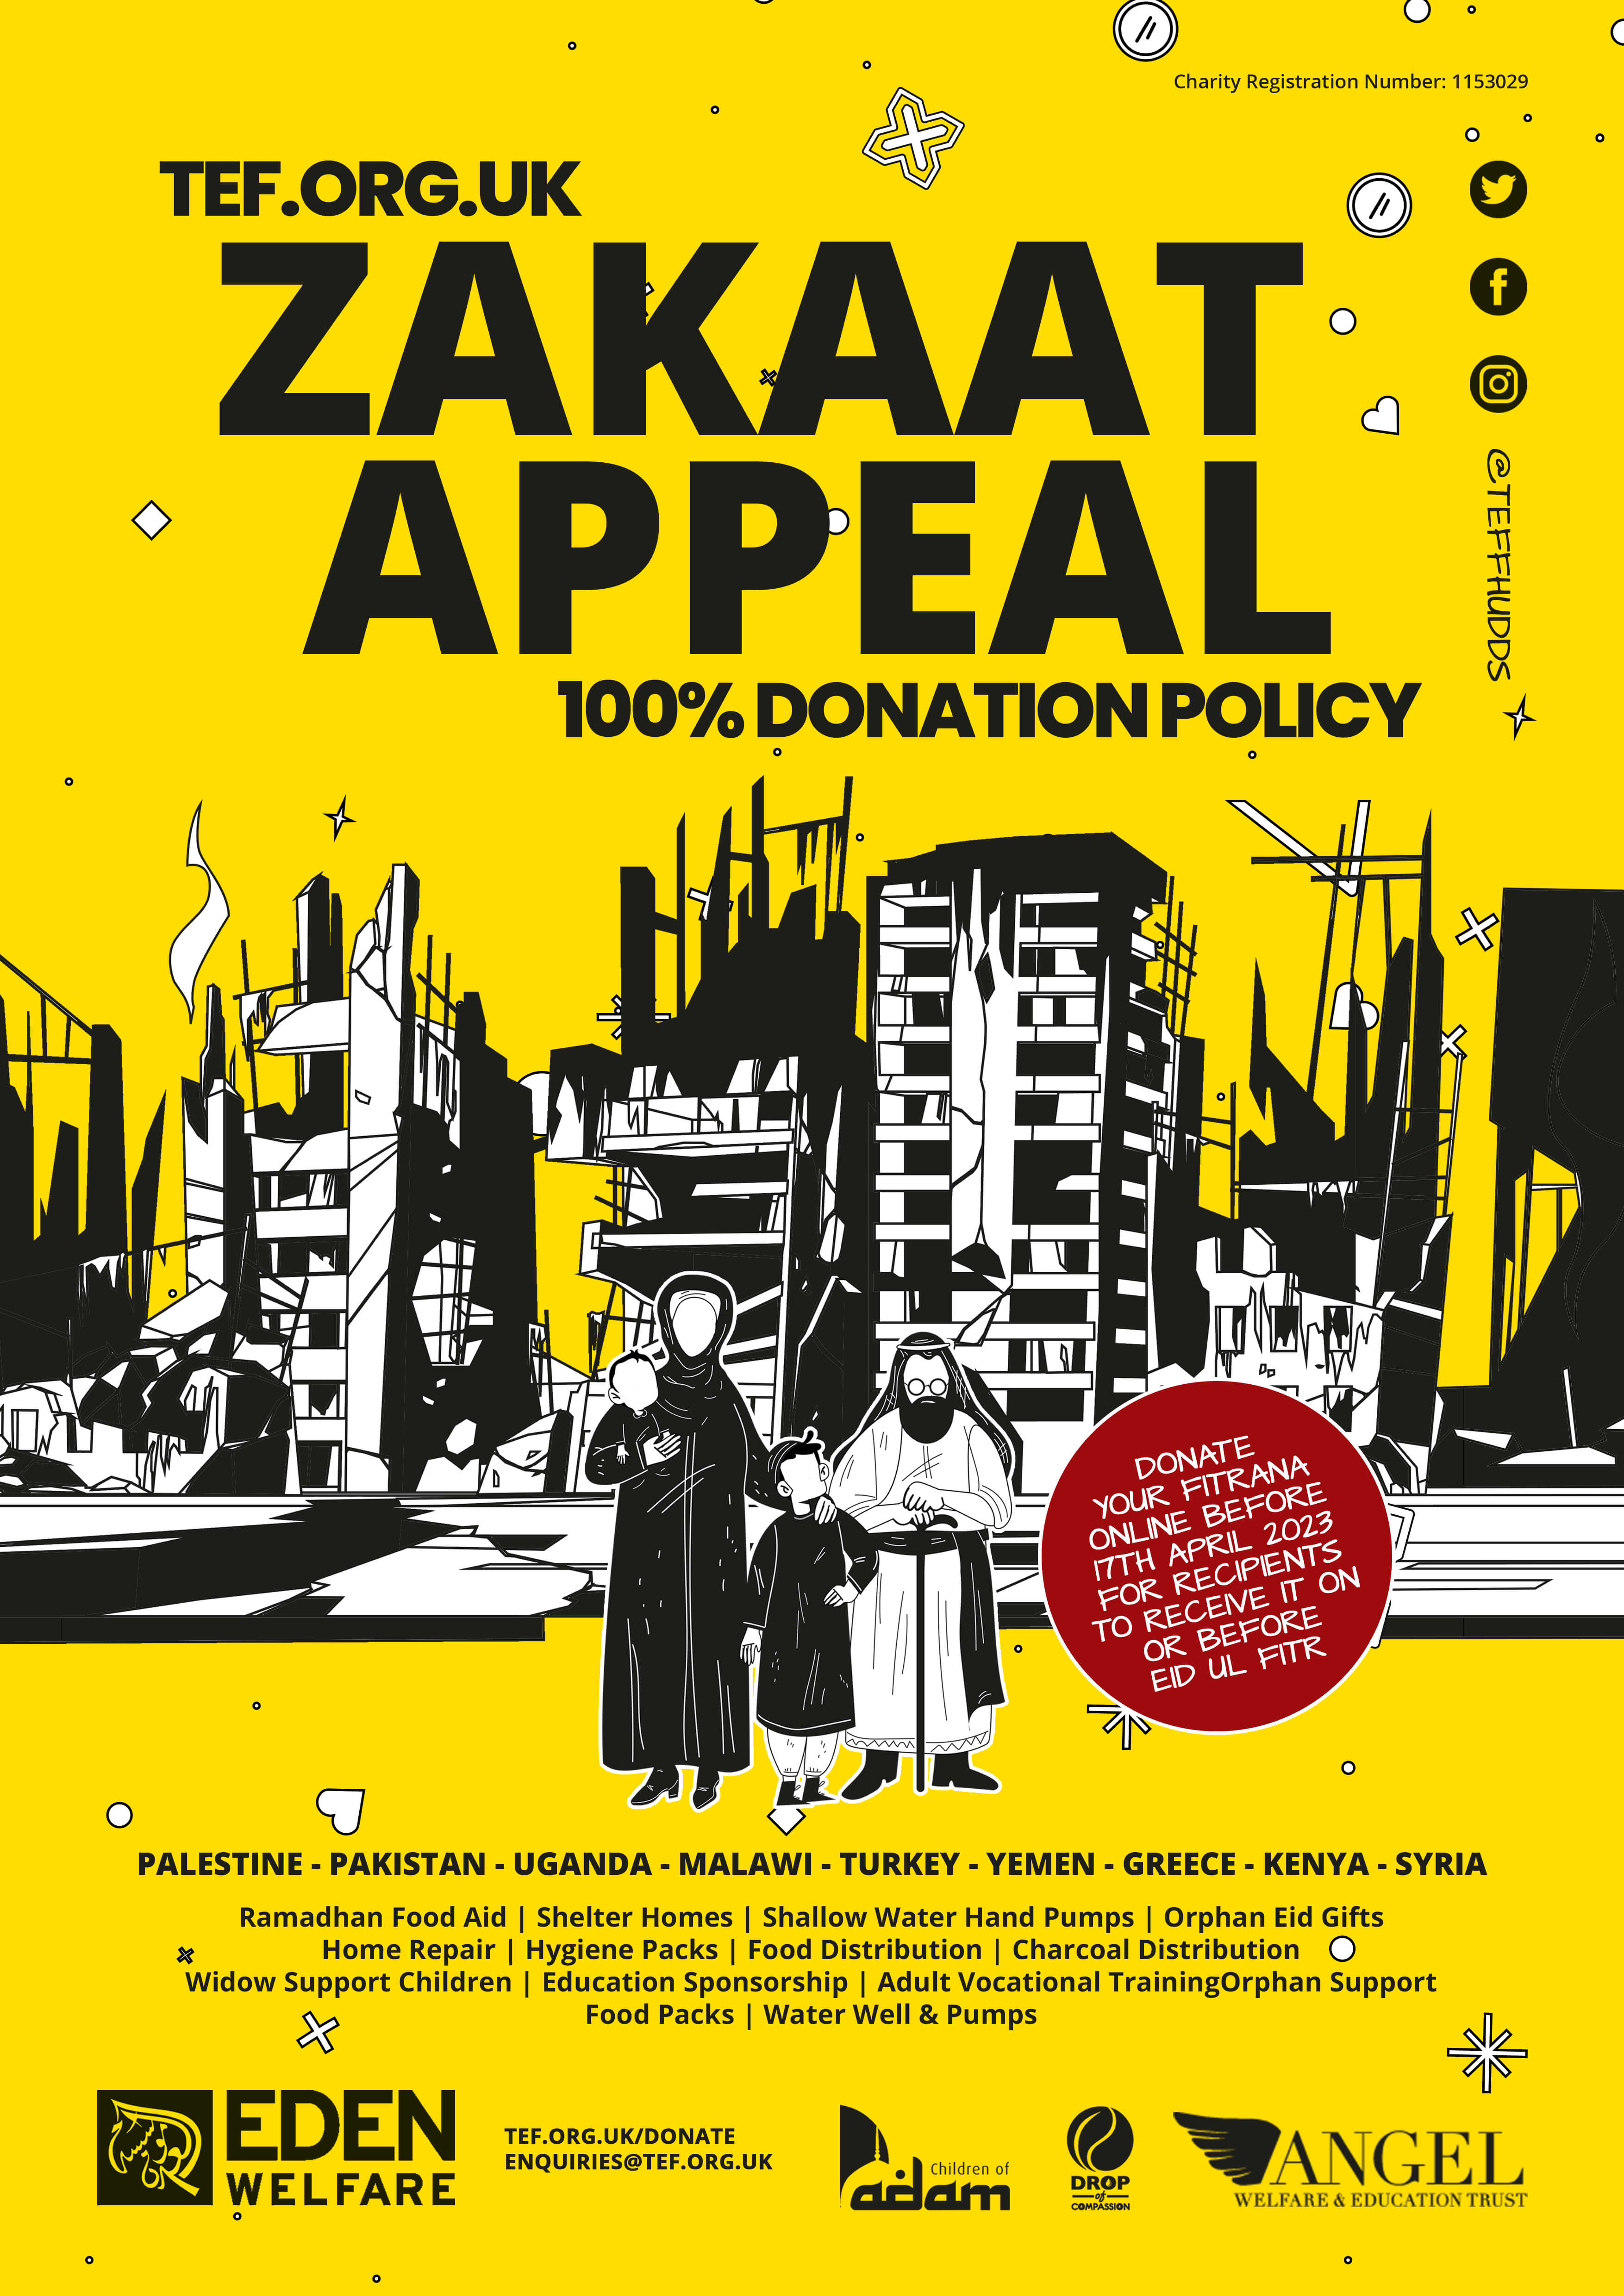 Charity Registration Number: 1153029
TEF.ORG.UK
ZAKAAT
APPEAL
100% DONATION POLICY
@TEFFHUDDS
DONATE
YOUR FITRANA
ONLINE BEFORE
17TH APRIL 2023
FOR RECIPIENTS
TO RECEIVE IT ON
OR BEFORE
EID UL FITR
PALESTINE - PAKISTAN - UGANDA - MALAWI - TURKEY - YEMEN - GREECE - KENYA - SYRIA
Ramadhan Food Aid | Shelter Homes | Shallow Water Hand Pumps | Orphan Eid Gifts
Home Repair | Hygiene Packs | Food Distribution | Charcoal Distribution
Widow Support Children | Education Sponsorship | Adult Vocational TrainingOrphan Support
Food Packs | Water Well & Pumps
EDEN
WELFARE
TEF.ORG.UK/DONATE
ENQUIRIES@TEF.ORG.UK
Children of
adam
DROP
of
COMPASSION
ANGEL
WELFARE & EDUCATION TRUST